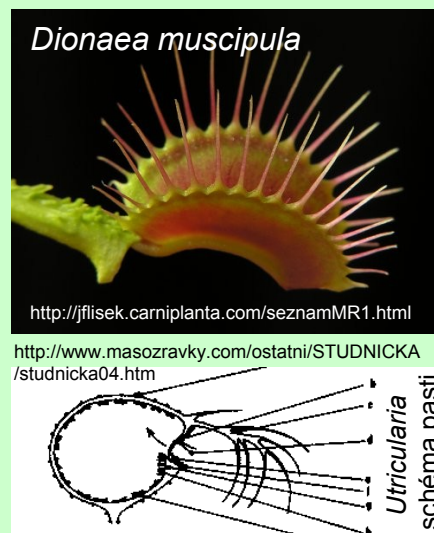 Dionaea muscipula
http://jflisek.carniplanta.com/seznamMR1.html
http://www.masozravky.com/ostatni/STUDNICKA
/studnicka04.htm
Utricularia
schéma pasti